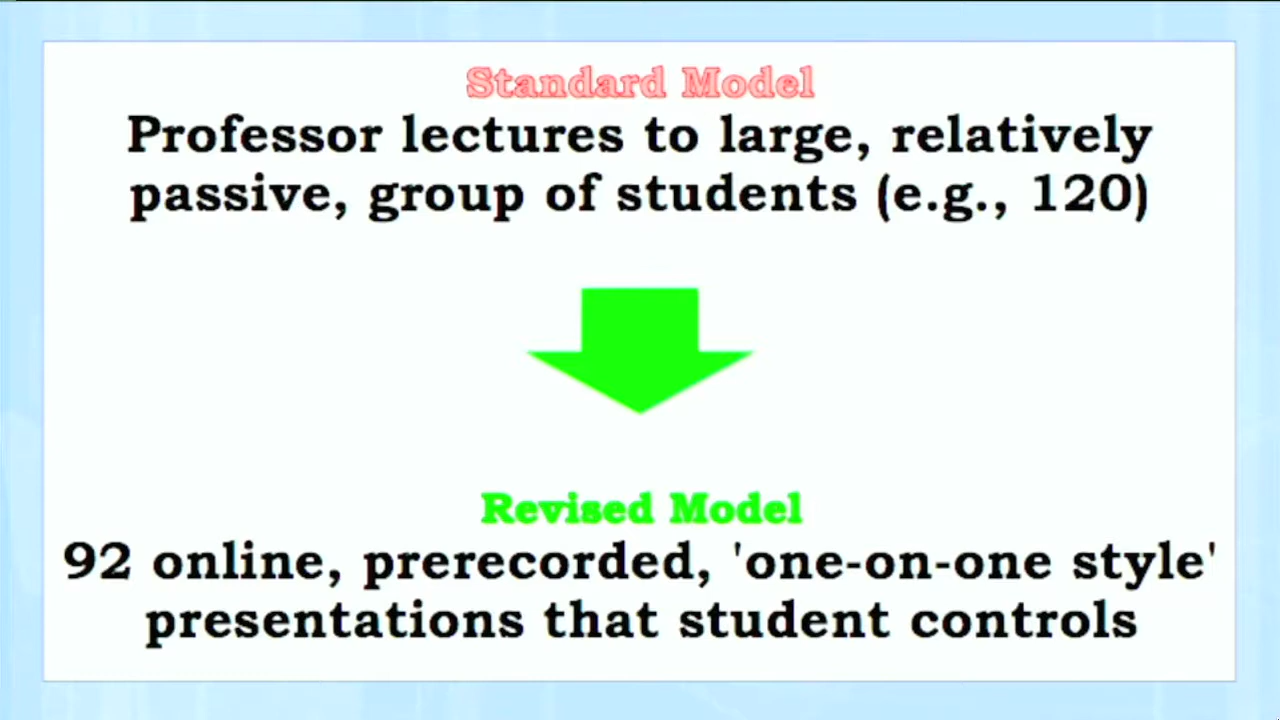 Standard Model
Professor lectures to large, relatively
passive, group of students (e.g., 120)
Revised Model
92 online, prerecorded, 'one-on-one style'
presentations that student controls